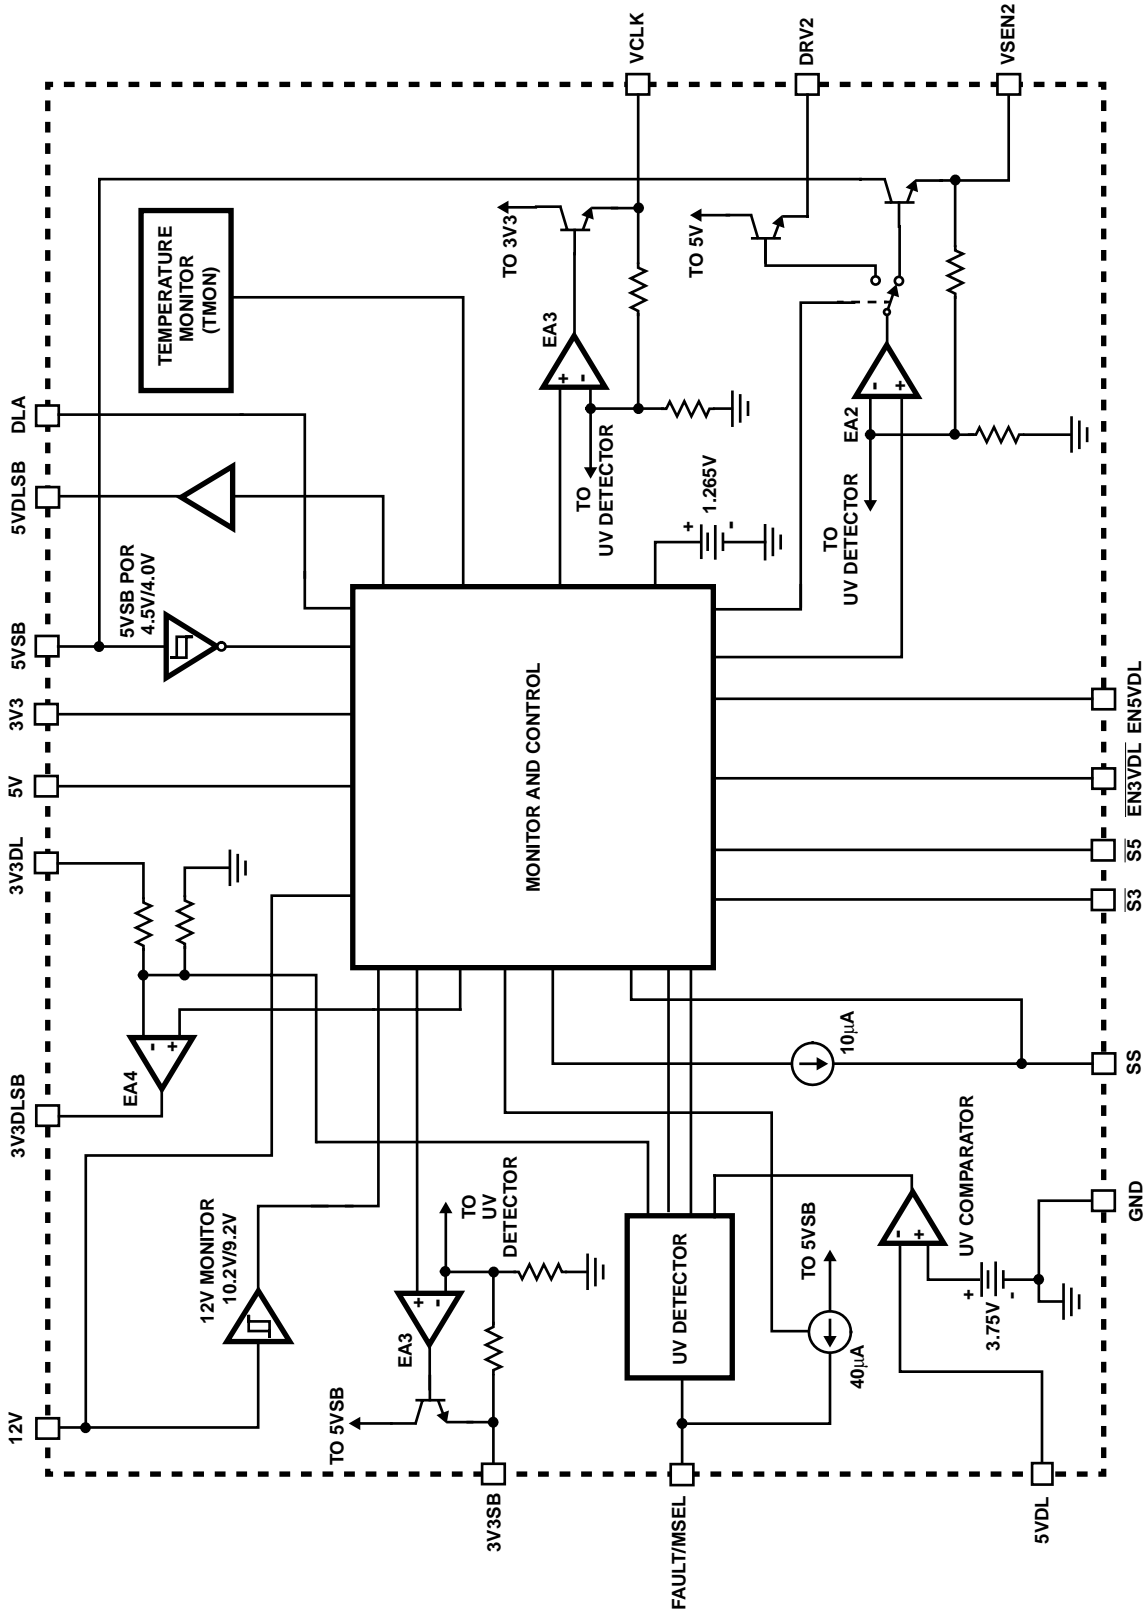 12V
3V3DLSB
3V3DL
5V
3V3
5VSB
5VDLSB
DLA
12V MONITOR
10.2V/9.2V
EA4
-
+
5VSB POR
4.5V/4.0V
TEMPERATURE
MONITOR
(TMON)
TO 5VSB
EA3
+
-
TO
UV
DETECTOR
3V3SB
MONITOR AND CONTROL
TO 3V3
EA3
+
-
TO
UV DETECTOR
VCLK
FAULT/MSEL
UV DETECTOR
1.265V
+
-
TO 5V
DRV2
TO 5VSB
40µA
10µA
TO
UV DETECTOR
EA2
-
+
UV COMPARATOR
-
+
3.75V
+
-
VSEN2
5VDL
GND
SS
S3
S5
EN3VDL
EN5VDL